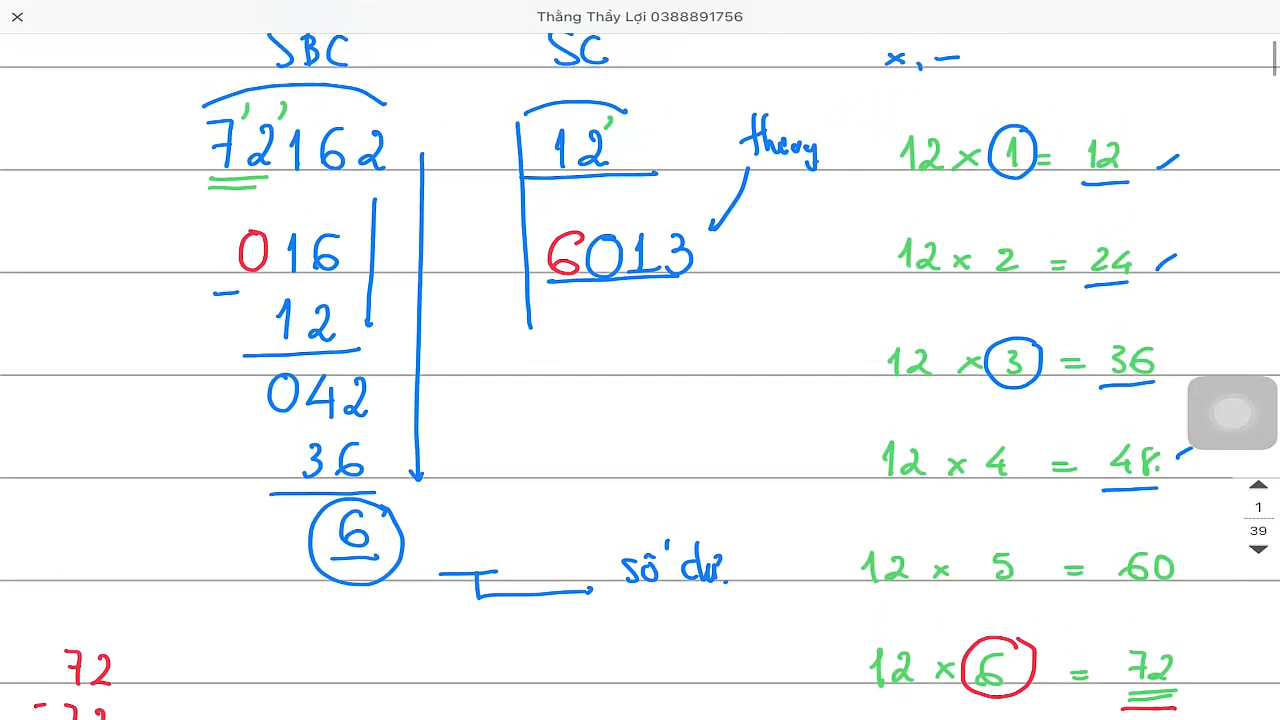 Thằng Thầy Lợi 0388891756
SBC SC x, -
72162 12 thương 12 x 1 = 12
016 6013 12 x 2 = 24
- 12
042 12 x 3 = 36
36 12 x 4 = 48
6 số dư 12 x 5 = 60
1
39
72 12 x 6 = 72
- 72